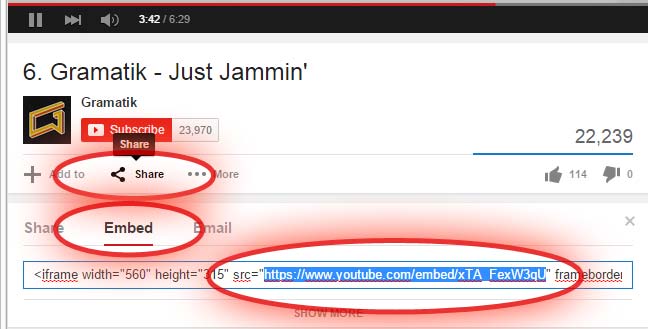 3:42 / 6:29
6. Gramatik - Just Jammin'
Gramatik
Subscribe 23,970
Share
22,239
Add to Share More 114 0
Share Embed Email
<iframe width="560" height="315" src="https://www.youtube.com/embed/xTA_FexW3qU" frameborder
SHOW MORE